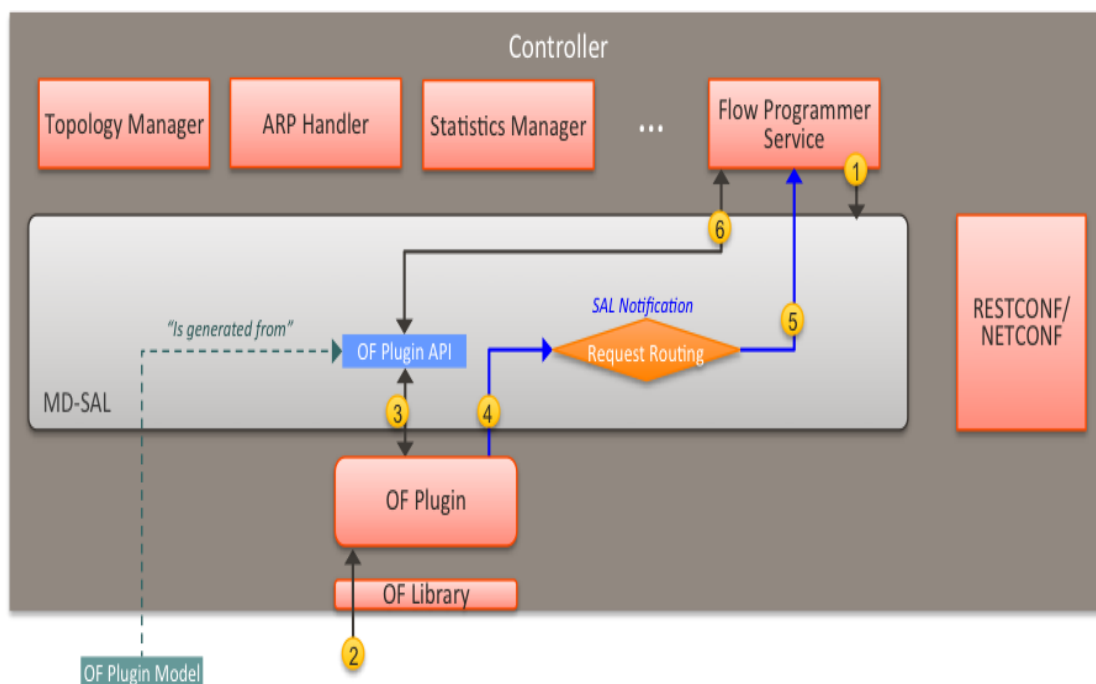 Controller
Topology Manager
ARP Handler
Statistics Manager
...
Flow Programmer
Service
1
6
SAL Notification
"Is generated from"
5
RESTCONF/
NETCONF
OF Plugin API
Request Routing
MD-SAL
3
4
OF Plugin
OF Library
2
OF Plugin Model